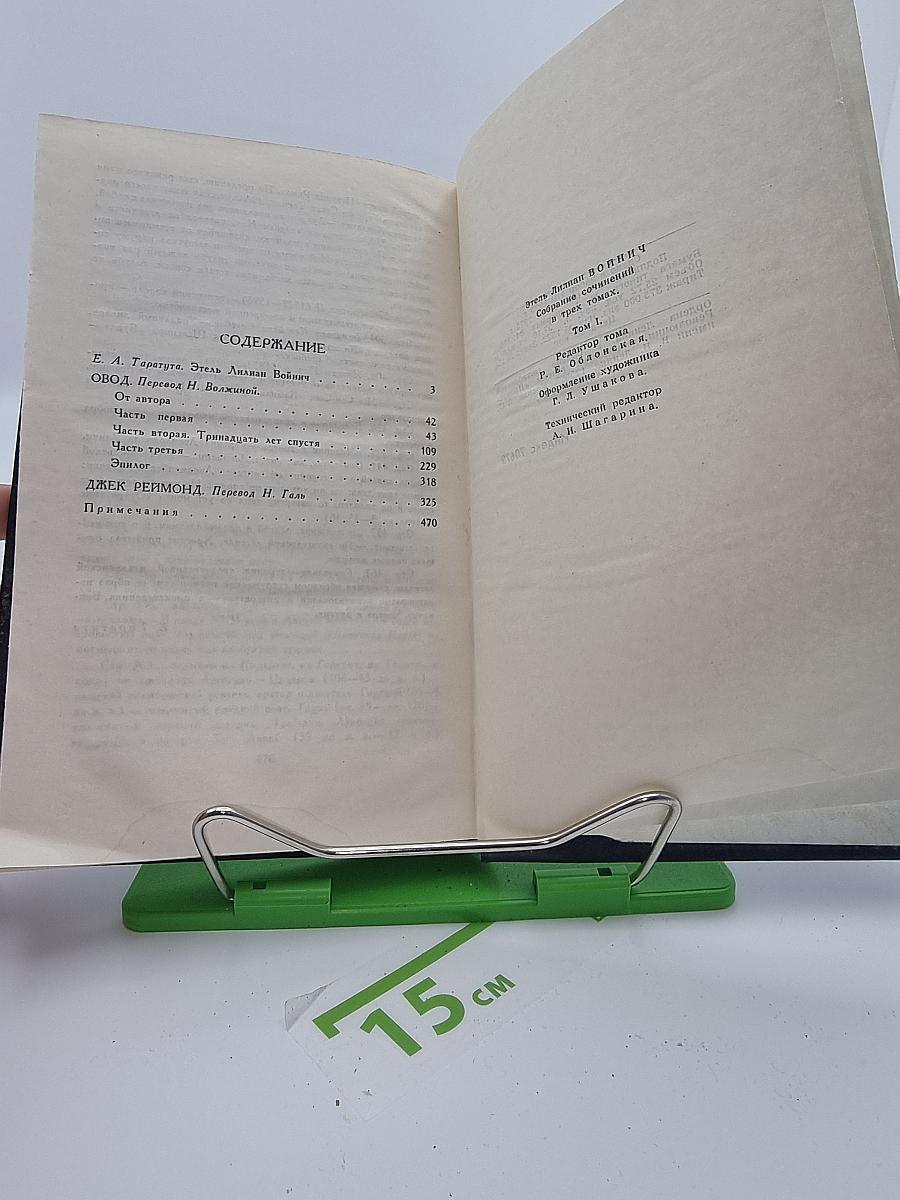 СОДЕРЖАНИЕ
Е. А. Таратута. Этель Лилиан Войнич . . . . . . . . . 3
ОВОД. Перевод Н. Волжиной.
От автора . . . . . . . . . . . . . . . . . 42
Часть первая . . . . . . . . . . . . . . . . 43
Часть вторая. Тринадцать лет спустя . . . . . . . . 109
Часть третья . . . . . . . . . . . . . . . . 229
Эпилог . . . . . . . . . . . . . . . . . . 318
ДЖЕК РЕЙМОНД. Перевод Н. Галь . . . . . . . . 325
Примечания . . . . . . . . . . . . . . . . 470
Этель Лилиан ВОЙНИЧ
Собрание сочинений
в трех томах.
Том I.
Редактор тома
Р. Е. Облонская.
Оформление художника
Г. Л. Ушакова.
Технический редактор
А. И. Шагарина.
15 см